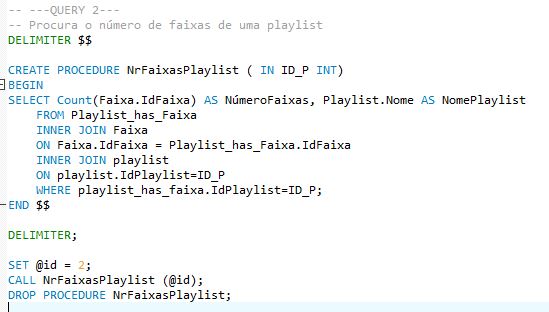 -- ---QUERY 2---
-- Procura o número de faixas de uma playlist
DELIMITER $$
CREATE PROCEDURE NrFaixasPlaylist ( IN ID_P INT)
BEGIN
SELECT Count(Faixa.IdFaixa) AS NúmeroFaixas, Playlist.Nome AS NomePlaylist
FROM Playlist_has_Faixa
INNER JOIN Faixa
ON Faixa.IdFaixa = Playlist_has_Faixa.IdFaixa
INNER JOIN playlist
ON playlist.IdPlaylist=ID_P
WHERE playlist_has_faixa.IdPlaylist=ID_P;
END $$
DELIMITER;
SET @id = 2;
CALL NrFaixasPlaylist (@id);
DROP PROCEDURE NrFaixasPlaylist;